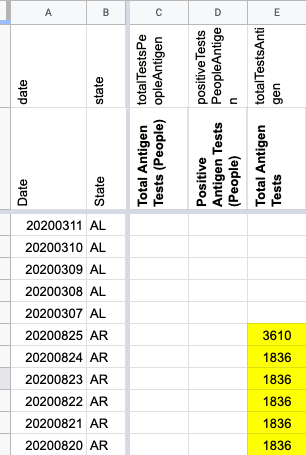 A B C D E
date state totalTestsPeopleAntigen positiveTestsPeopleAntigen totalTestsAntigen
Date State Total Antigen Tests (People) Positive Antigen Tests (People) Total Antigen Tests
20200311 AL
20200310 AL
20200309 AL
20200308 AL
20200307 AL
20200825 AR 3610
20200824 AR 1836
20200823 AR 1836
20200822 AR 1836
20200821 AR 1836
20200820 AR 1836